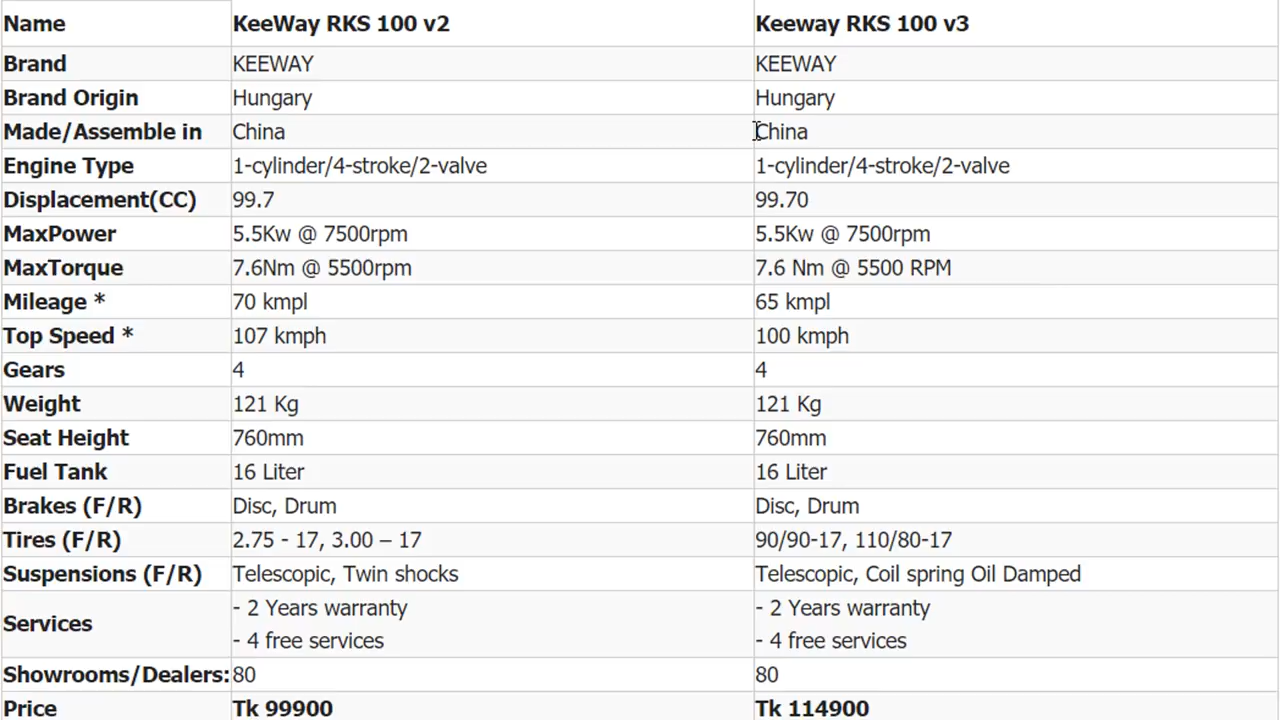 Name KeeWay RKS 100 v2 Keeway RKS 100 v3
Brand KEEWAY KEEWAY
Brand Origin Hungary Hungary
Made/Assemble in China China
Engine Type 1-cylinder/4-stroke/2-valve 1-cylinder/4-stroke/2-valve
Displacement(CC) 99.7 99.70
MaxPower 5.5Kw @ 7500rpm 5.5Kw @ 7500rpm
MaxTorque 7.6Nm @ 5500rpm 7.6 Nm @ 5500 RPM
Mileage * 70 kmpl 65 kmpl
Top Speed * 107 kmph 100 kmph
Gears 4 4
Weight 121 Kg 121 Kg
Seat Height 760mm 760mm
Fuel Tank 16 Liter 16 Liter
Brakes (F/R) Disc, Drum Disc, Drum
Tires (F/R) 2.75 - 17, 3.00 – 17 90/90-17, 110/80-17
Suspensions (F/R) Telescopic, Twin shocks Telescopic, Coil spring Oil Damped
Services - 2 Years warranty - 2 Years warranty
- 4 free services - 4 free services
Showrooms/Dealers: 80 80
Price Tk 99900 Tk 114900